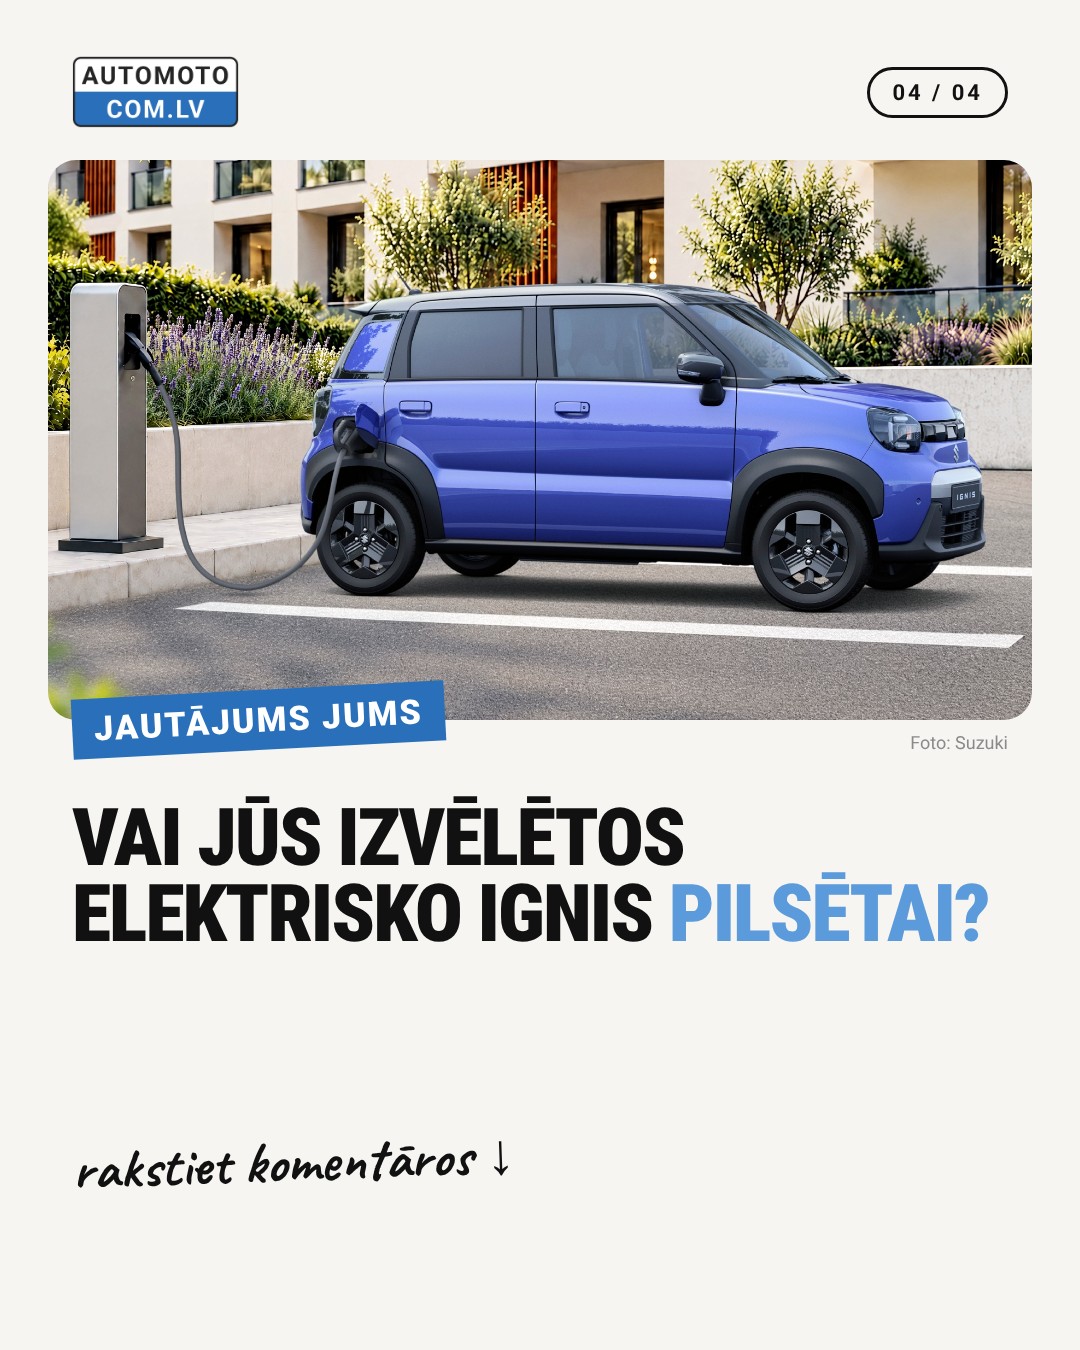 AUTOMOTO
COM.LV
04 / 04
IGNIS
JAUTĀJUMS JUMS
Foto: Suzuki
VAI JŪS IZVĒLĒTOS
ELEKTRISKO IGNIS PILSĒTAI?
rakstiet komentāros ↓